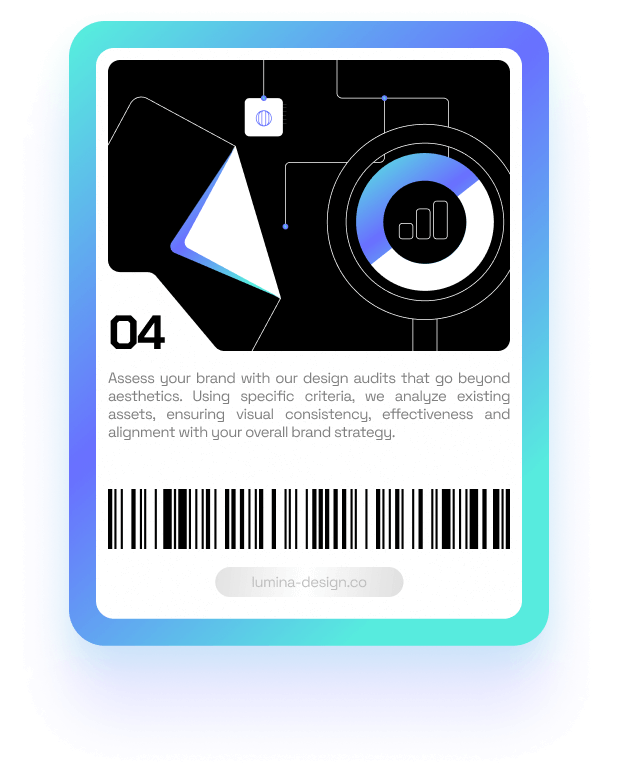 04
Assess your brand with our design audits that go beyond
aesthetics. Using specific criteria, we analyze existing
assets, ensuring visual consistency, effectiveness and
alignment with your overall brand strategy.
lumina-design.co